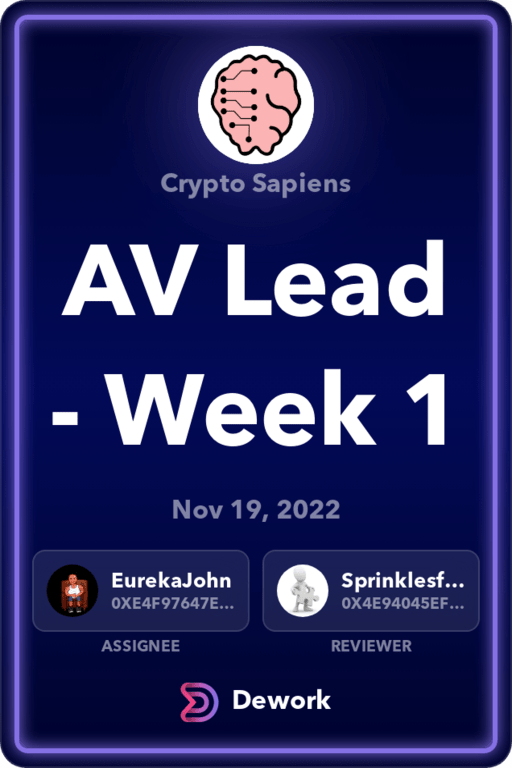 Crypto Sapiens
AV Lead
- Week 1
Nov 19, 2022
EurekaJohn
0XE4F97647E...
Sprinklesf...
0X4E94045EF...
ASSIGNEE
REVIEWER
Dework